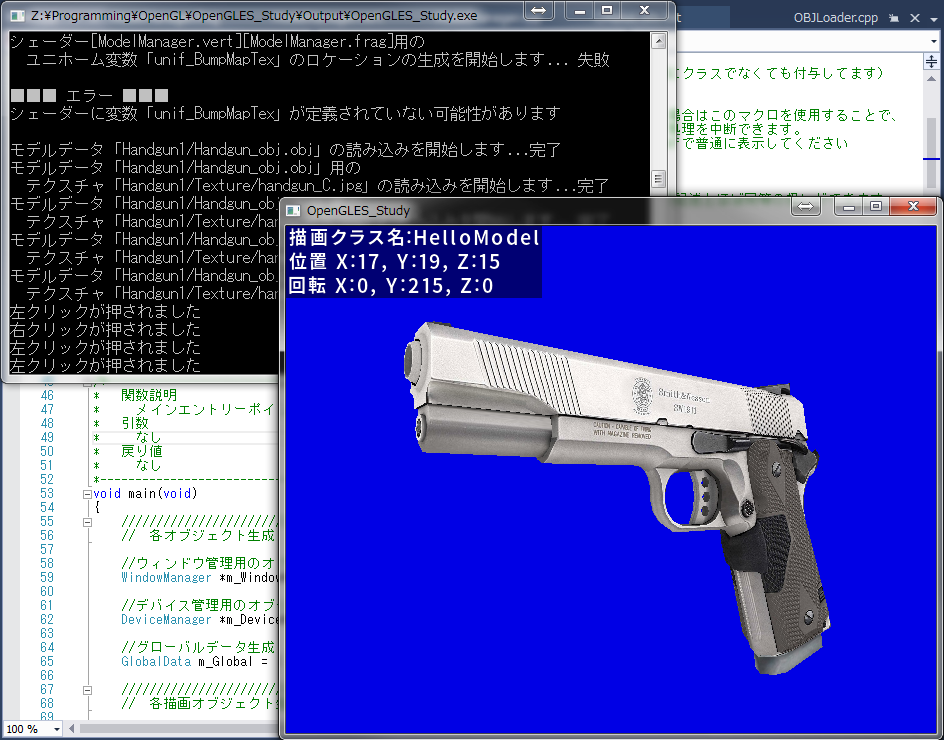 Z:¥Programming¥OpenGL¥OpenGLES_Study¥Output¥OpenGLES_Study.exe
OBJLoader.cpp
シェーダー[ModelManager.vert][ModelManager.frag]用の
ユニホーム変数「unif_BumpMapTex」のロケーションの生成を開始します... 失敗
■■■ エラー ■■■
シェーダーに変数「unif_BumpMapTex」が定義されていない可能性があります
モデルデータ「Handgun1/Handgun_obj.obj」の読み込みを開始します...完了
モデルデータ「Handgun1/Handgun_obj.obj」用の
テクスチャ「Handgun1/Texture/handgun_C.jpg」の読み込みを開始します...完了
モデルデータ「Handgun1/Handgun_ob
テクスチャ「Handgun1/Texture/han
モデルデータ「Handgun1/Handgun_ob
テクスチャ「Handgun1/Texture/han
モデルデータ「Handgun1/Handgun_ob
テクスチャ「Handgun1/Texture/han
左クリックが押されました
右クリックが押されました
左クリックが押されました
左クリックが押されました
クラスでなくても付与してます)
場合はこのマクロを使用することで、
処理を中断できます。
で普通に表示してください
OpenGLES_Study
描画クラス名:HelloModel
位置 X:17, Y:19, Z:15
回転 X:0, Y:215, Z:0
Smith&Wesson
SW1911
CAUTION - CAPABLE OF FIRING
WITH MAGAZINE REMOVED
46 * 関数説明
47 * メインエントリーポイ
48 * 引数
49 * なし
50 * 戻り値
51 * なし
52 *--------------------------
53 void main(void)
54 {
55 //////////////////////
56 // 各オブジェクト生成
57
58 //ウィンドウ管理用のオ
59 WindowManager *m_Window
60
61 //デバイス管理用のオブ
62 DeviceManager *m_Device
63
64 //グローバルデータ生成
65 GlobalData m_Global =
66
67 //////////////////////
68 // 各描画オブジェクト
69
100 %